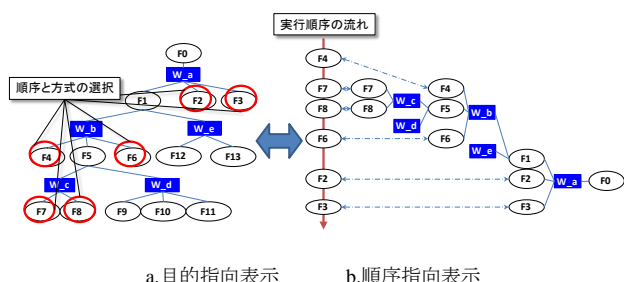 実行順序の流れ
F0
F4
W_a
順序と方式の選択
F7 F7 F4
F1 F2 F3
F8 F8 W_c F5
W_b
W_b W_e
W_d
F6 F6
F4 F5 F6 F12 F13
W_e
F1
W_c W_d
F2 F2
W_a F0
F7 F8 F9 F10 F11
F3 F3
a.目的指向表示 b.順序指向表示